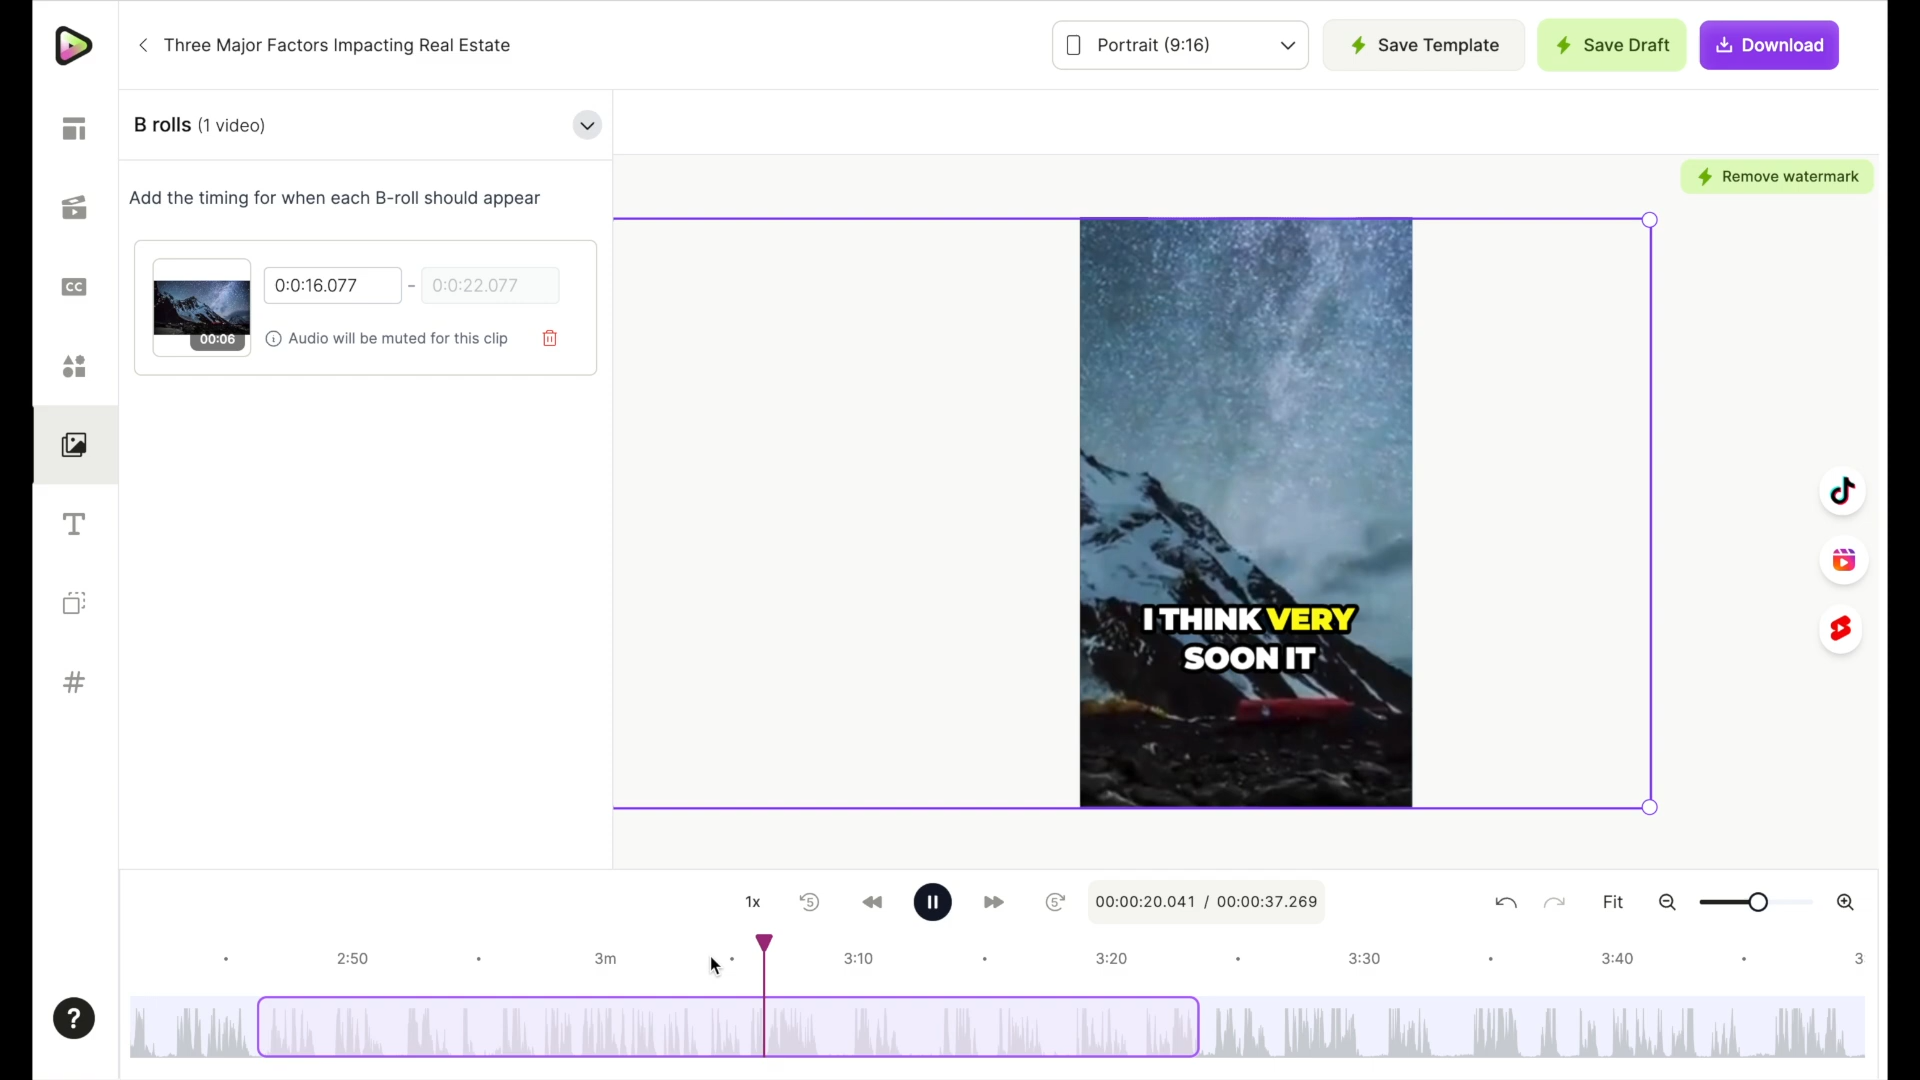 Three Major Factors Impacting Real Estate
Portrait (9:16)
Save Template
Save Draft
Download
B rolls (1 video)
Remove watermark
Add the timing for when each B-roll should appear
0:0:16.077 - 0:0:22.077
00:06
Audio will be muted for this clip
CC
T
I THINK VERY
SOON IT
#
1x
5
5
00:00:20.041 / 00:00:37.269
Fit
2:50 3m 3:10 3:20 3:30 3:40 3:
?